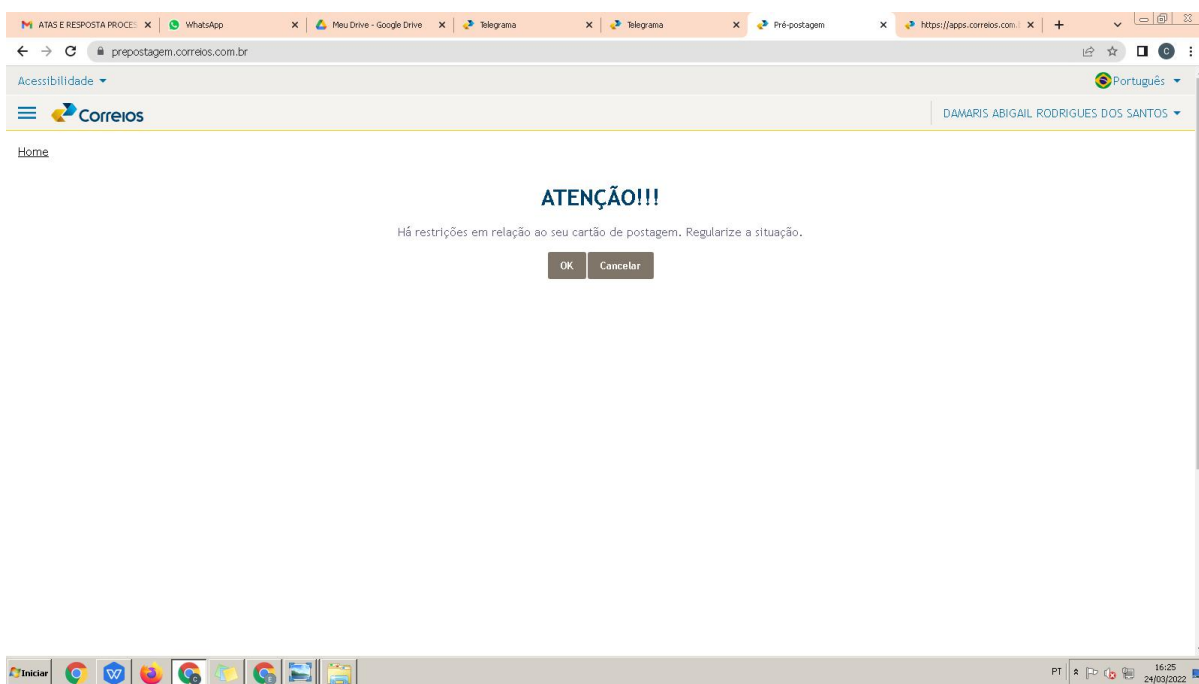 ATAS E RESPOSTA PROCES
WhatsApp
Meu Drive - Google Drive
Telegrama
Telegrama
Pré-postagem
https://apps.correios.com.
prepostagem.correios.com.br
C
Acessibilidade
Português
Correios
DAMARIS ABIGAIL RODRIGUES DOS SANTOS
Home
ATENÇÃO!!!
Há restrições em relação ao seu cartão de postagem. Regularize a situação.
OK
Cancelar
Iniciar
PT
16:25
24/03/2022